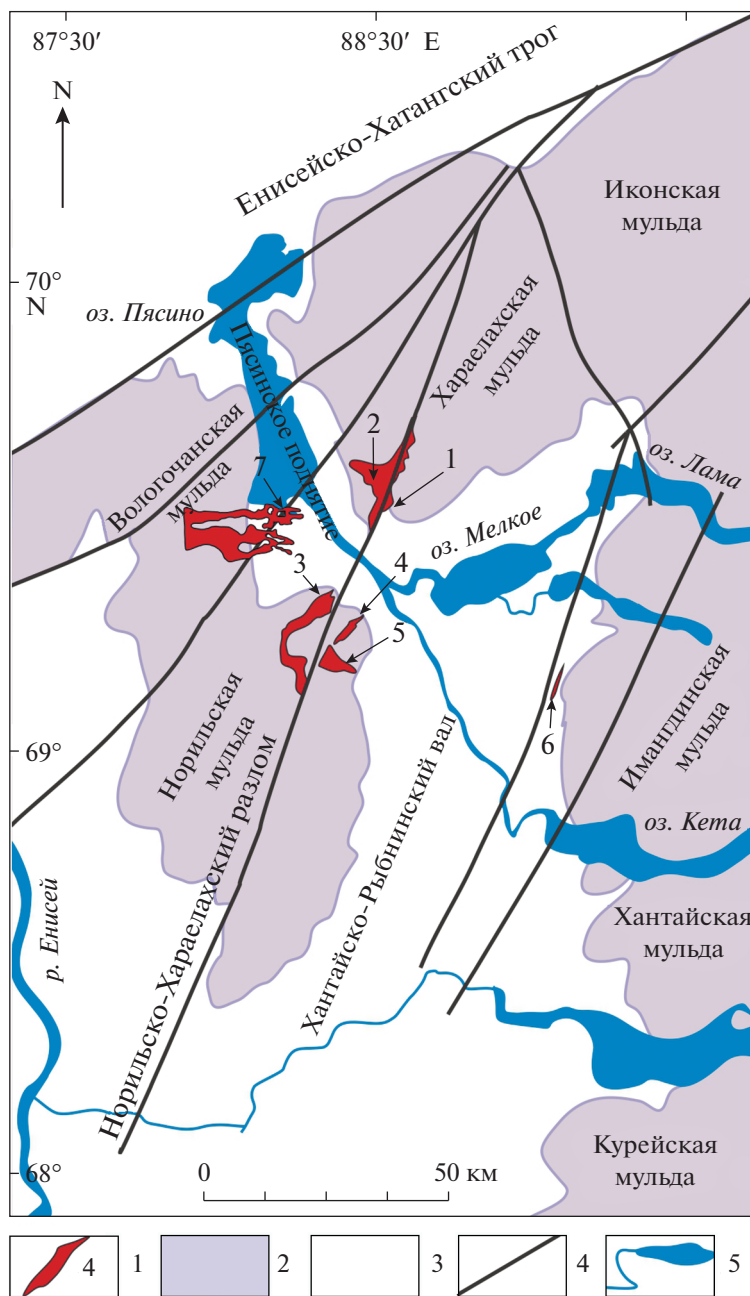 87°30′
88°30′ E
N
Енисейско-Хатангский трог
Иконская
мульда
70°
N
оз. Пясино
Пясинское поднятие
Хараелахская
мульда
Вологочанская
мульда
2
1
7
оз. Лама
оз. Мелкое
3
4
5
6
Норильская
мульда
Имангдинская
мульда
69°
Норильско-Хараелахский разлом
Хантайско-Рыбнинский вал
оз. Кета
р. Енисей
Хантайская
мульда
Курейская
мульда
68°
0
50 км
4
1
2
3
4
5